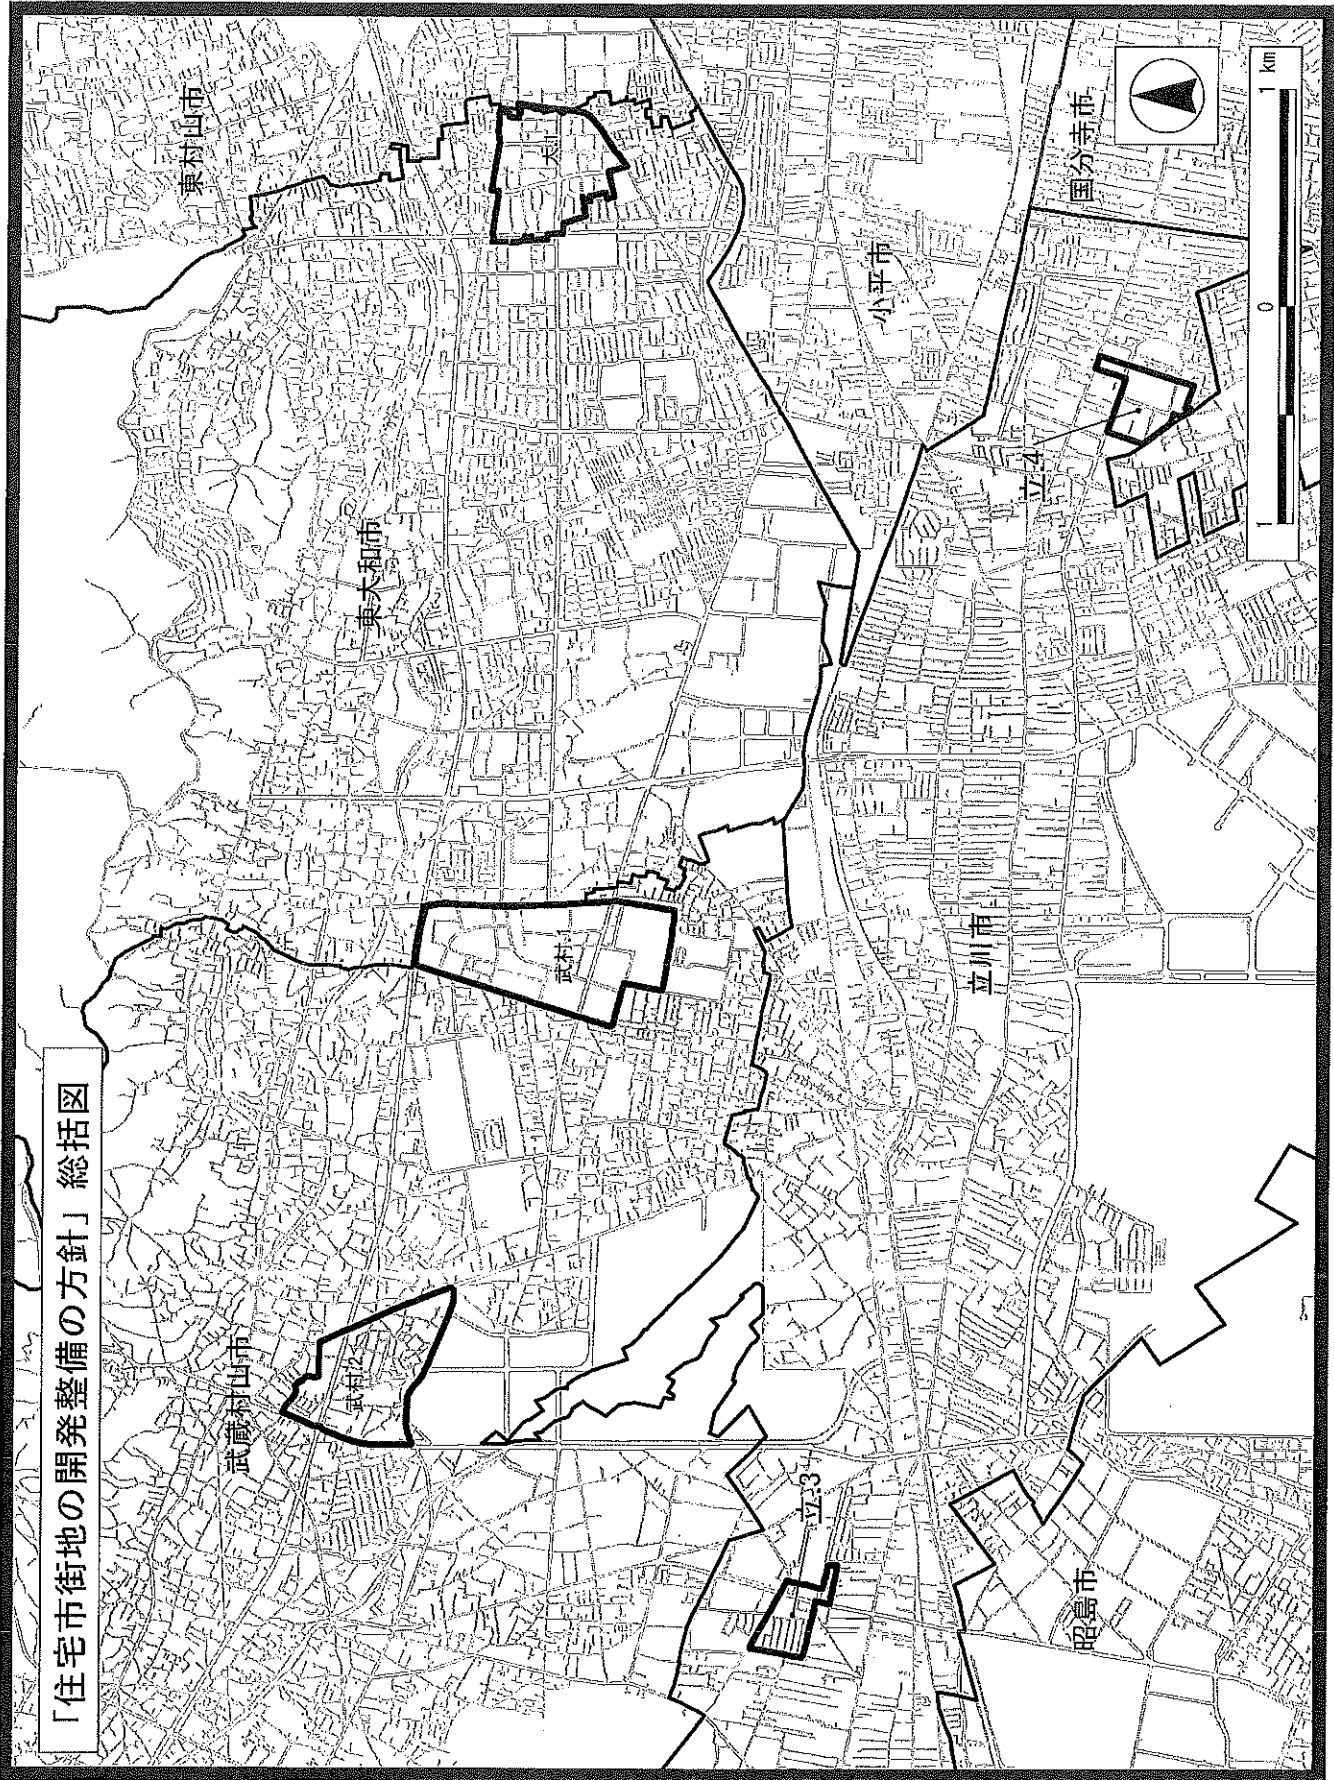 「住宅市街地の開発整備の方針」総括図
東村山市
大.1
東大和市
武蔵村山市
武村.2
武村.1
小平市
国分寺市
立.4
立川市
立.3
昭島市
1 0 1 km